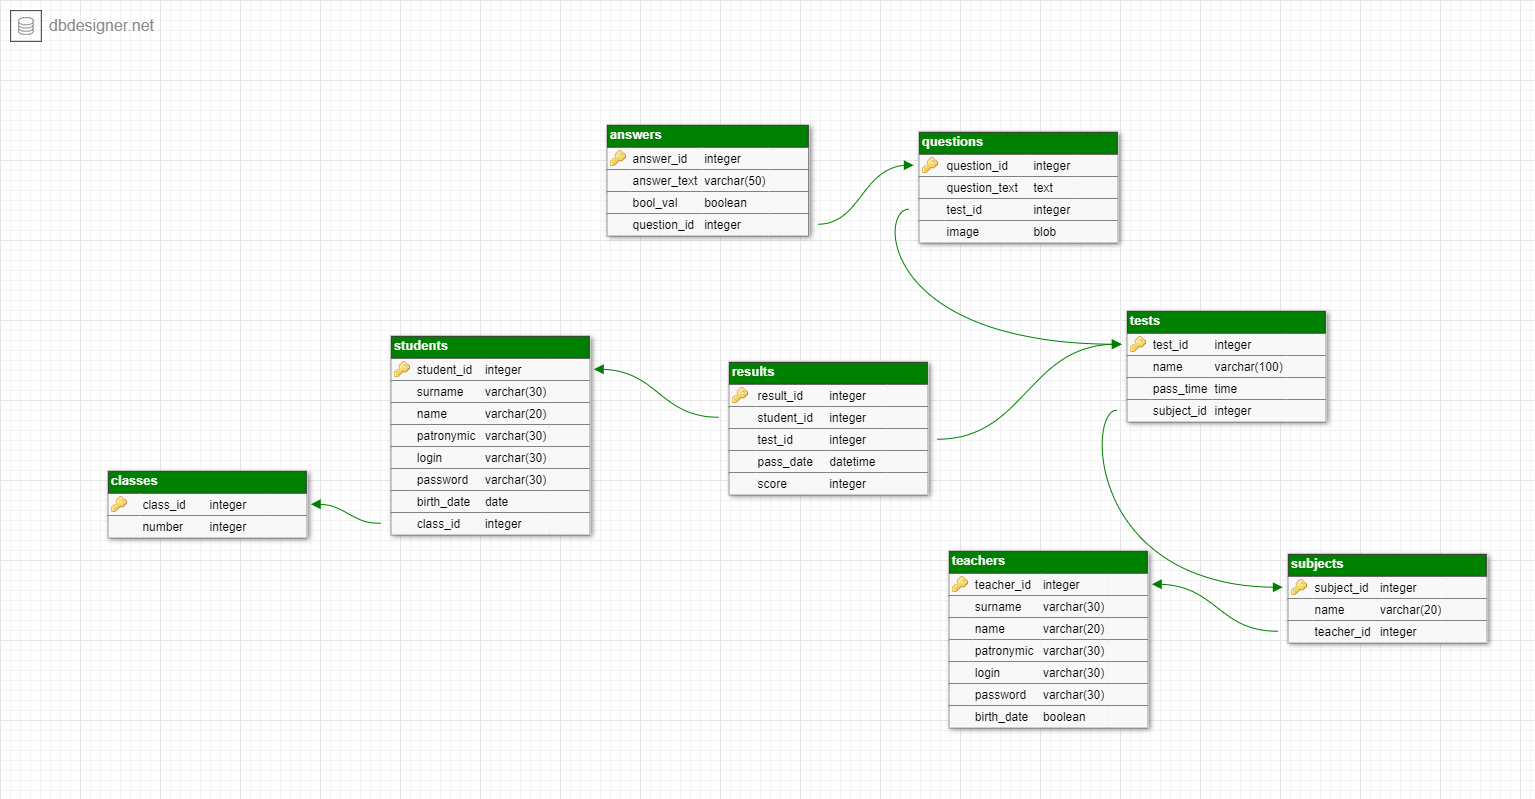 dbdesigner.net
answers
answer_id integer
answer_text varchar(50)
bool_val boolean
question_id integer
questions
question_id integer
question_text text
test_id integer
image blob
tests
test_id integer
name varchar(100)
pass_time time
subject_id integer
students
student_id integer
surname varchar(30)
name varchar(20)
patronymic varchar(30)
login varchar(30)
password varchar(30)
birth_date date
class_id integer
results
result_id integer
student_id integer
test_id integer
pass_date datetime
score integer
classes
class_id integer
number integer
teachers
teacher_id integer
surname varchar(30)
name varchar(20)
patronymic varchar(30)
login varchar(30)
password varchar(30)
birth_date boolean
subjects
subject_id integer
name varchar(20)
teacher_id integer